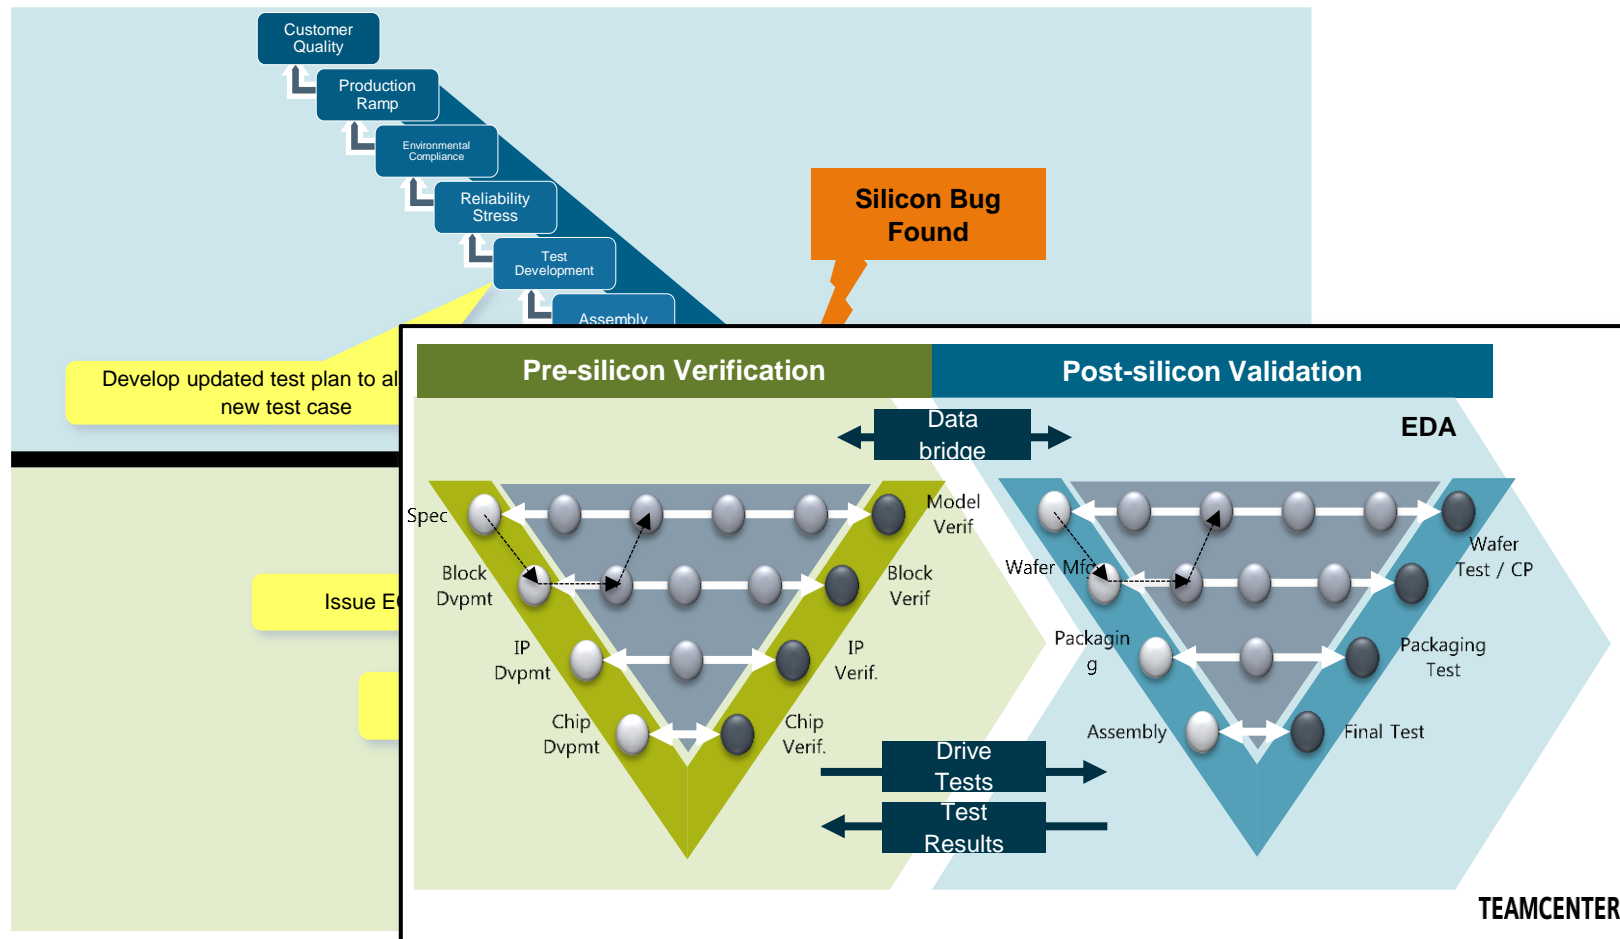 Customer
Quality
Production
Ramp
Environmental
Compliance
Reliability
Stress
Test
Development
Assembly
Silicon Bug
Found
Develop updated test plan to
new test case
Issue
Pre-silicon Verification
Post-silicon Validation
Data
bridge
EDA
Spec
Model
Verif
Block
Dvpmt
Block
Verif
IP
Dvpmt
IP
Verif.
Chip
Dvpmt
Chip
Verif.
Wafer Mfg
Wafer
Test / CP
Packagin
g
Packaging
Test
Assembly
Final Test
Drive
Tests
Test
Results
TEAMCENTER